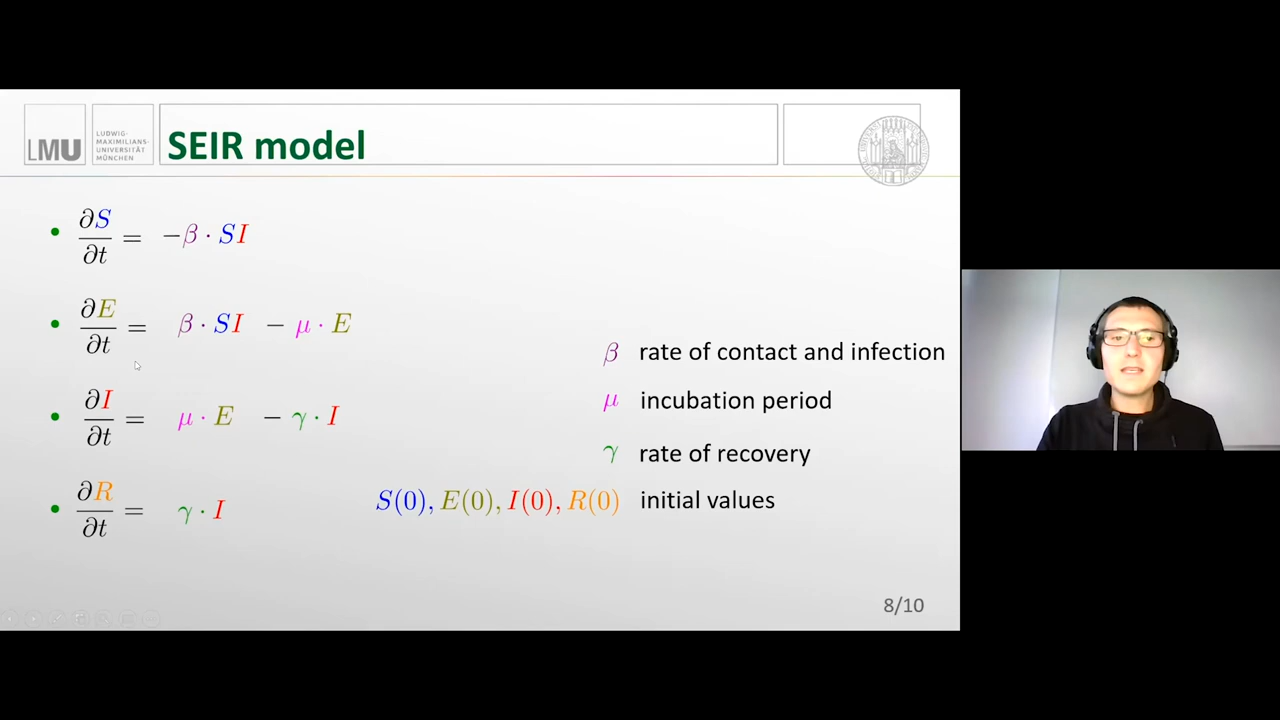 LMU
LUDWIG-
MAXIMILIANS-
UNIVERSITÄT
MÜNCHEN
SEIR model
• ∂S/∂t = −β · SI
• ∂E/∂t = β · SI − μ · E
• ∂I/∂t = μ · E − γ · I
• ∂R/∂t = γ · I
β rate of contact and infection
μ incubation period
γ rate of recovery
S(0), E(0), I(0), R(0) initial values
8/10